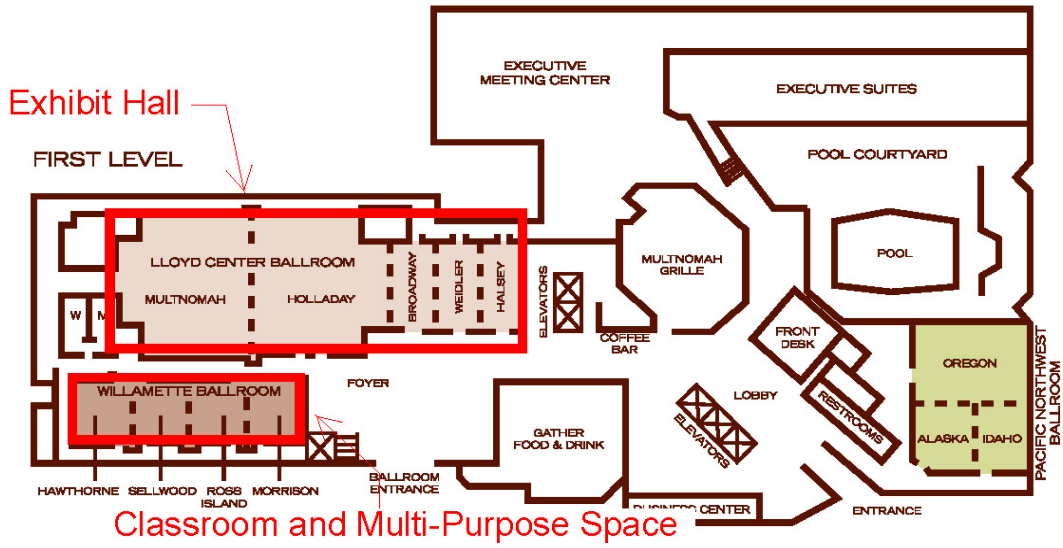 EXECUTIVE
MEETING CENTER
EXECUTIVE SUITES
Exhibit Hall
FIRST LEVEL
POOL COURTYARD
LLOYD CENTER BALLROOM
MULTNOMAH
HOLLADAY
BROADWAY
WEIDLER
HALSEY
ELEVATORS
MULTNOMAH
GRILLE
POOL
W
M
COFFEE
BAR
FRONT
DESK
OREGON
ALASKA
IDAHO
PACIFIC NORTHWEST
BALLROOM
WILLAMETTE BALLROOM
FOYER
LOBBY
RESTROOMS
ELEVATORS
GATHER
FOOD & DRINK
HAWTHORNE
SELLWOOD
ROSS
ISLAND
MORRISON
BALLROOM
ENTRANCE
BUSINESS CENTER
ENTRANCE
Classroom and Multi-Purpose Space